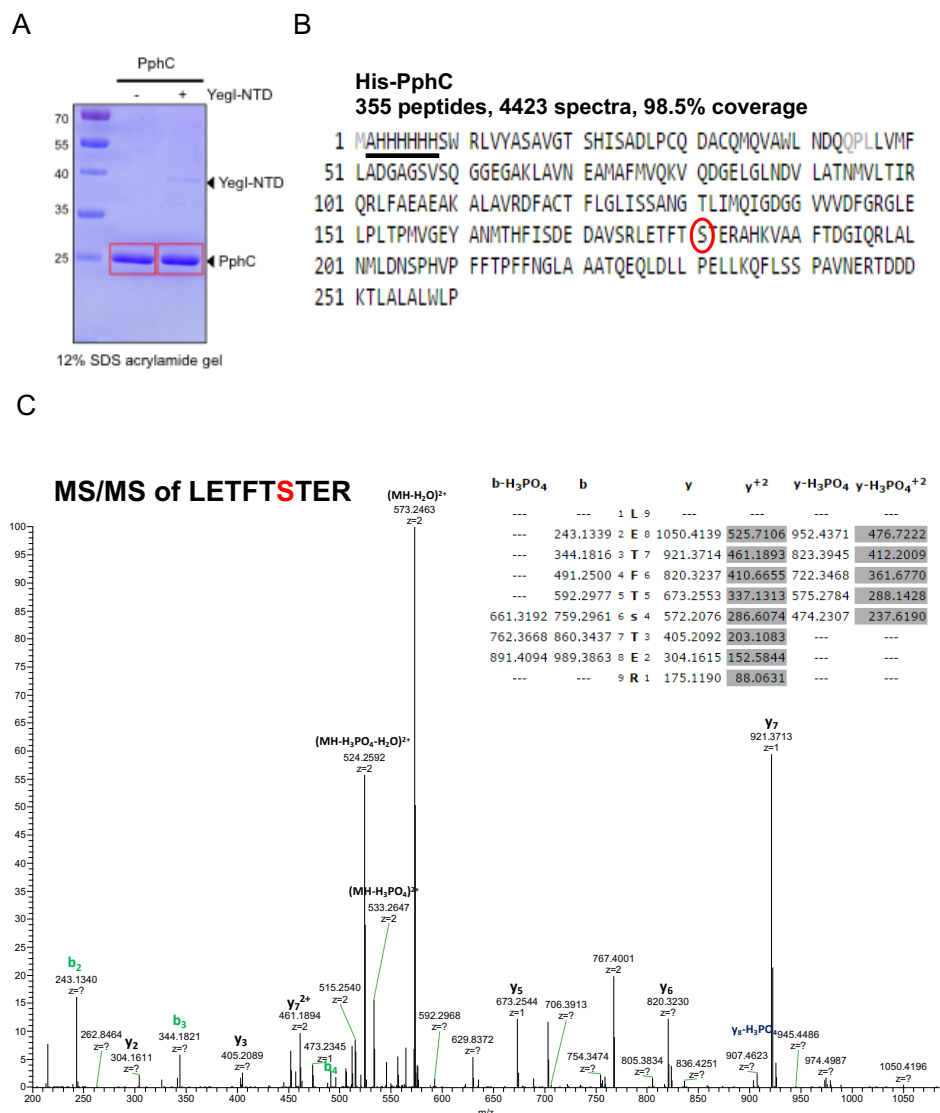 A
PphC
- + YegI-NTD
70
55
40
YegI-NTD
35
25
PphC
12% SDS acrylamide gel
B
His-PphC
355 peptides, 4423 spectra, 98.5% coverage
1 MAHHHHHHSW RLVYASAVGT SHISADLPCQ DACQMQVAWL NDQQPLLVMF
51 LADGAGSVSQ GGEGAKLAVN EAMAFMVQKV QDGELGLNDV LATNMVLTIR
101 QRLFAEAEAK ALAVRDFACT FLGLISSANG TLIMQIGDGG VVVDFGRGLE
151 LPLTPMVGEY ANMTHFISDE DAVSRLETFT STERAHKVAA FTDGIQRLAL
201 NMLDNSPHVP FFTPFFNGLA AATQEQLDLL PELLKQFLSS PAVNERTDDD
251 KTLALALWLP
C
MS/MS of LETFTSTER
b-H3PO4 b y y+2 y-H3PO4 y-H3PO4+2
--- --- 1 L 9 --- --- --- ---
--- 243.1339 2 E 8 1050.4139 525.7106 952.4371 476.7222
--- 344.1816 3 T 7 921.3714 461.1893 823.3945 412.2009
--- 491.2500 4 F 6 820.3237 410.6655 722.3468 361.6770
--- 592.2977 5 T 5 673.2553 337.1313 575.2784 288.1428
661.3192 759.2961 6 s 4 572.2076 286.6074 474.2307 237.6190
762.3668 860.3437 7 T 3 405.2092 203.1083 --- ---
891.4094 989.3863 8 E 2 304.1615 152.5844 --- ---
--- --- 9 R 1 175.1190 88.0631 --- ---
(MH-H2O)2+
573.2463
z=2
(MH-H3PO4-H2O)2+
524.2592
z=2
(MH-H3PO4)2+
533.2647
z=2
y7
921.3713
z=1
b2
243.1340
z=?
262.8464
z=?
y2
304.1611
z=?
b3
344.1821
z=?
y3
405.2089
z=?
y7 2+
461.1894
z=2
473.2345
z=1
b4
515.2540
z=2
592.2968
z=?
629.8372
z=?
y5
673.2544
z=1
706.3913
z=?
754.3474
z=?
767.4001
z=2
805.3834
z=?
y6
820.3230
z=?
836.4251
z=?
y8-H3PO4
907.4623
z=?
945.4486
z=?
974.4987
z=?
1050.4196
z=?
100
95
90
85
80
75
70
65
60
55
50
45
40
35
30
25
20
15
10
5
0
200 250 300 350 400 450 500 550 600 650 700 750 800 850 900 950 1000 1050
m/z